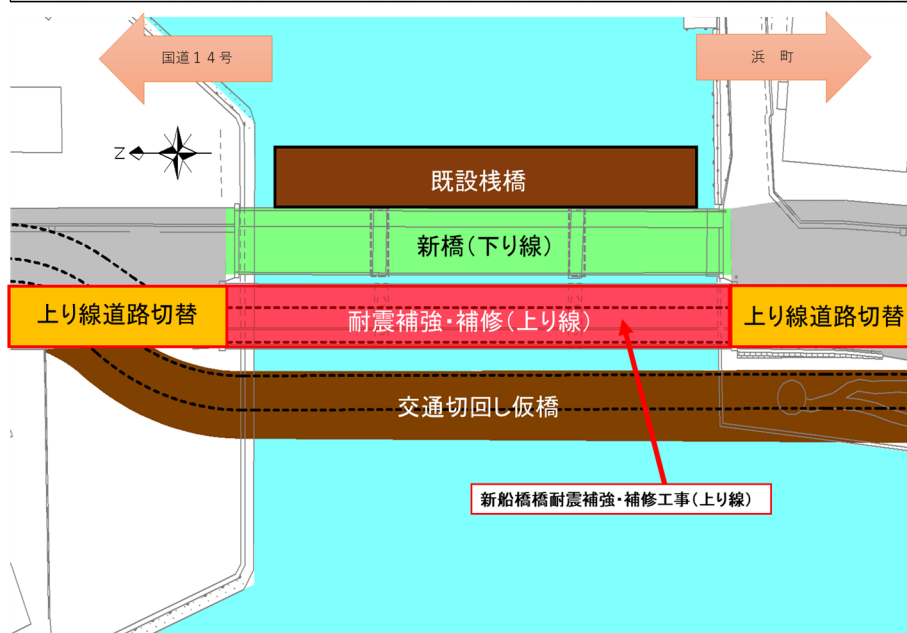 国道14号
浜 町
Z
既設桟橋
新橋(下り線)
上り線道路切替
耐震補強・補修(上り線)
上り線道路切替
交通切回し仮橋
新船橋橋耐震補強・補修工事(上り線)